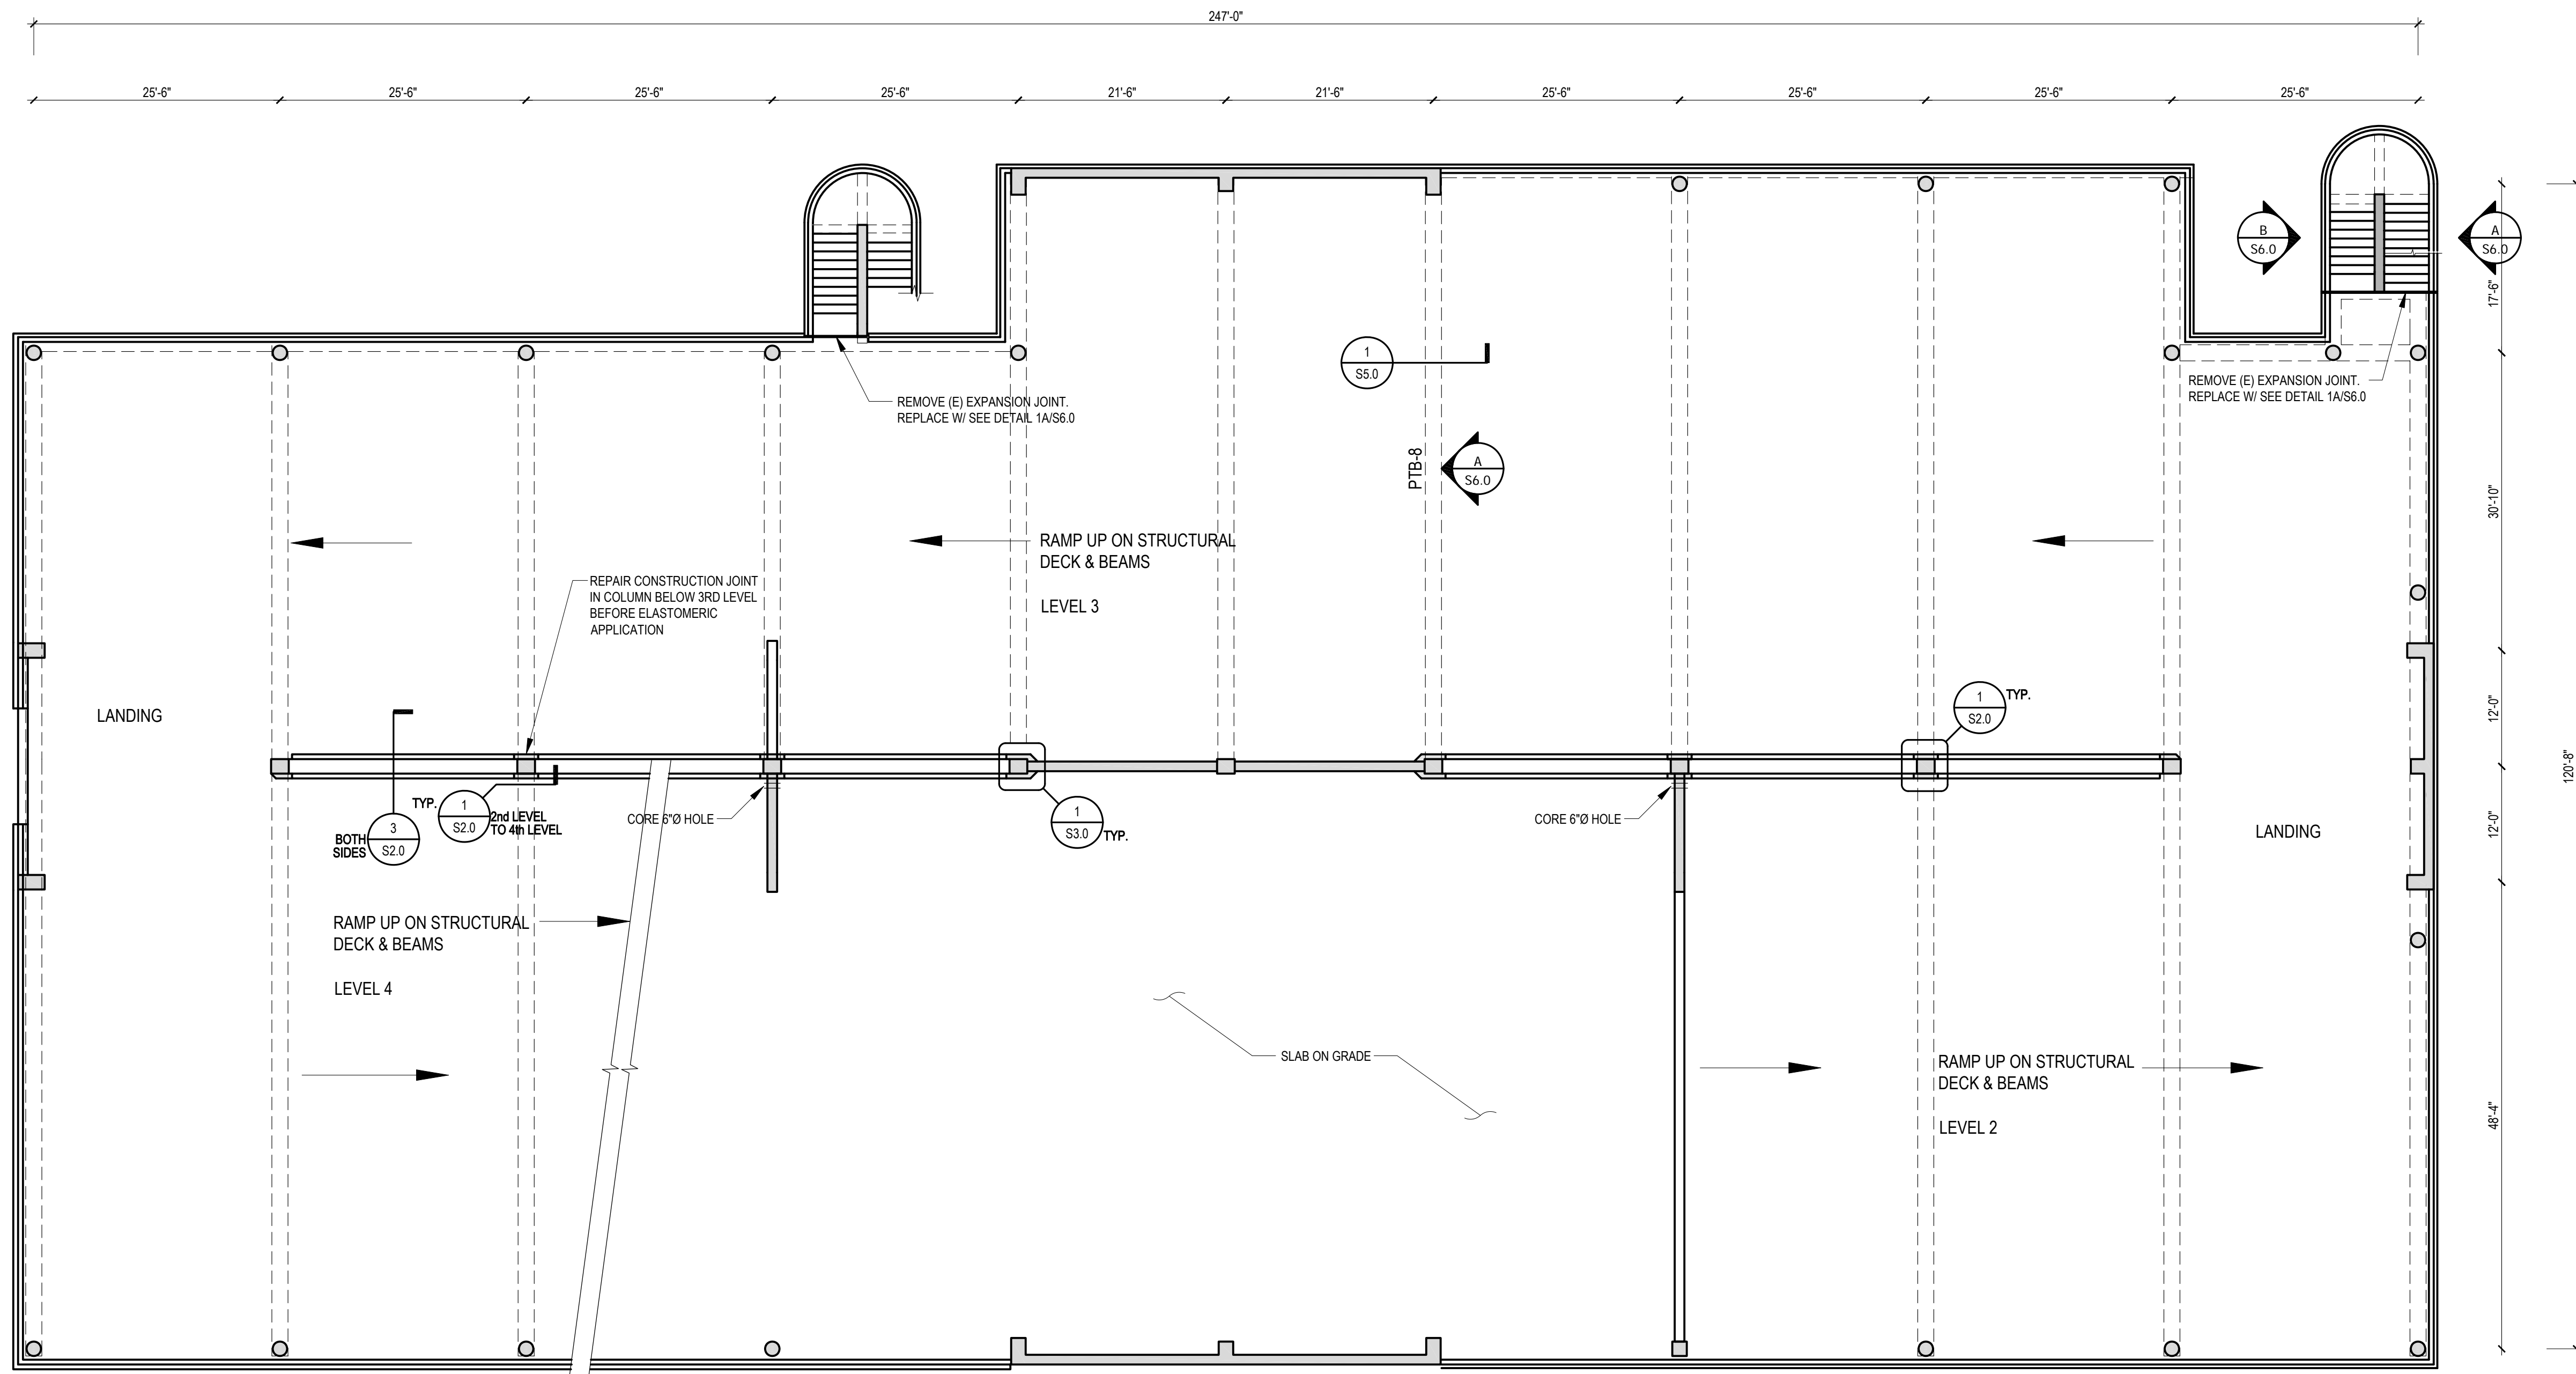 247'-0"
25'-6"
25'-6"
25'-6"
25'-6"
21'-6"
21'-6"
25'-6"
25'-6"
25'-6"
25'-6"
B
S6.0
A
S6.0
17'-6"
1
S5.0
REMOVE (E) EXPANSION JOINT.
REPLACE W/ SEE DETAIL 1A/S6.0
REMOVE (E) EXPANSION JOINT.
REPLACE W/ SEE DETAIL 1A/S6.0
PTB-8
A
S6.0
30'-10"
RAMP UP ON STRUCTURAL
DECK & BEAMS
LEVEL 3
REPAIR CONSTRUCTION JOINT
IN COLUMN BELOW 3RD LEVEL
BEFORE ELASTOMERIC
APPLICATION
LANDING
1
S2.0
TYP.
12'-0"
120'-8"
TYP.
1
S2.0
2nd LEVEL
TO 4th LEVEL
BOTH
SIDES
3
S2.0
CORE 6"Ø HOLE
1
S3.0
TYP.
CORE 6"Ø HOLE
LANDING
12'-0"
RAMP UP ON STRUCTURAL
DECK & BEAMS
LEVEL 4
SLAB ON GRADE
RAMP UP ON STRUCTURAL
DECK & BEAMS
LEVEL 2
48'-4"